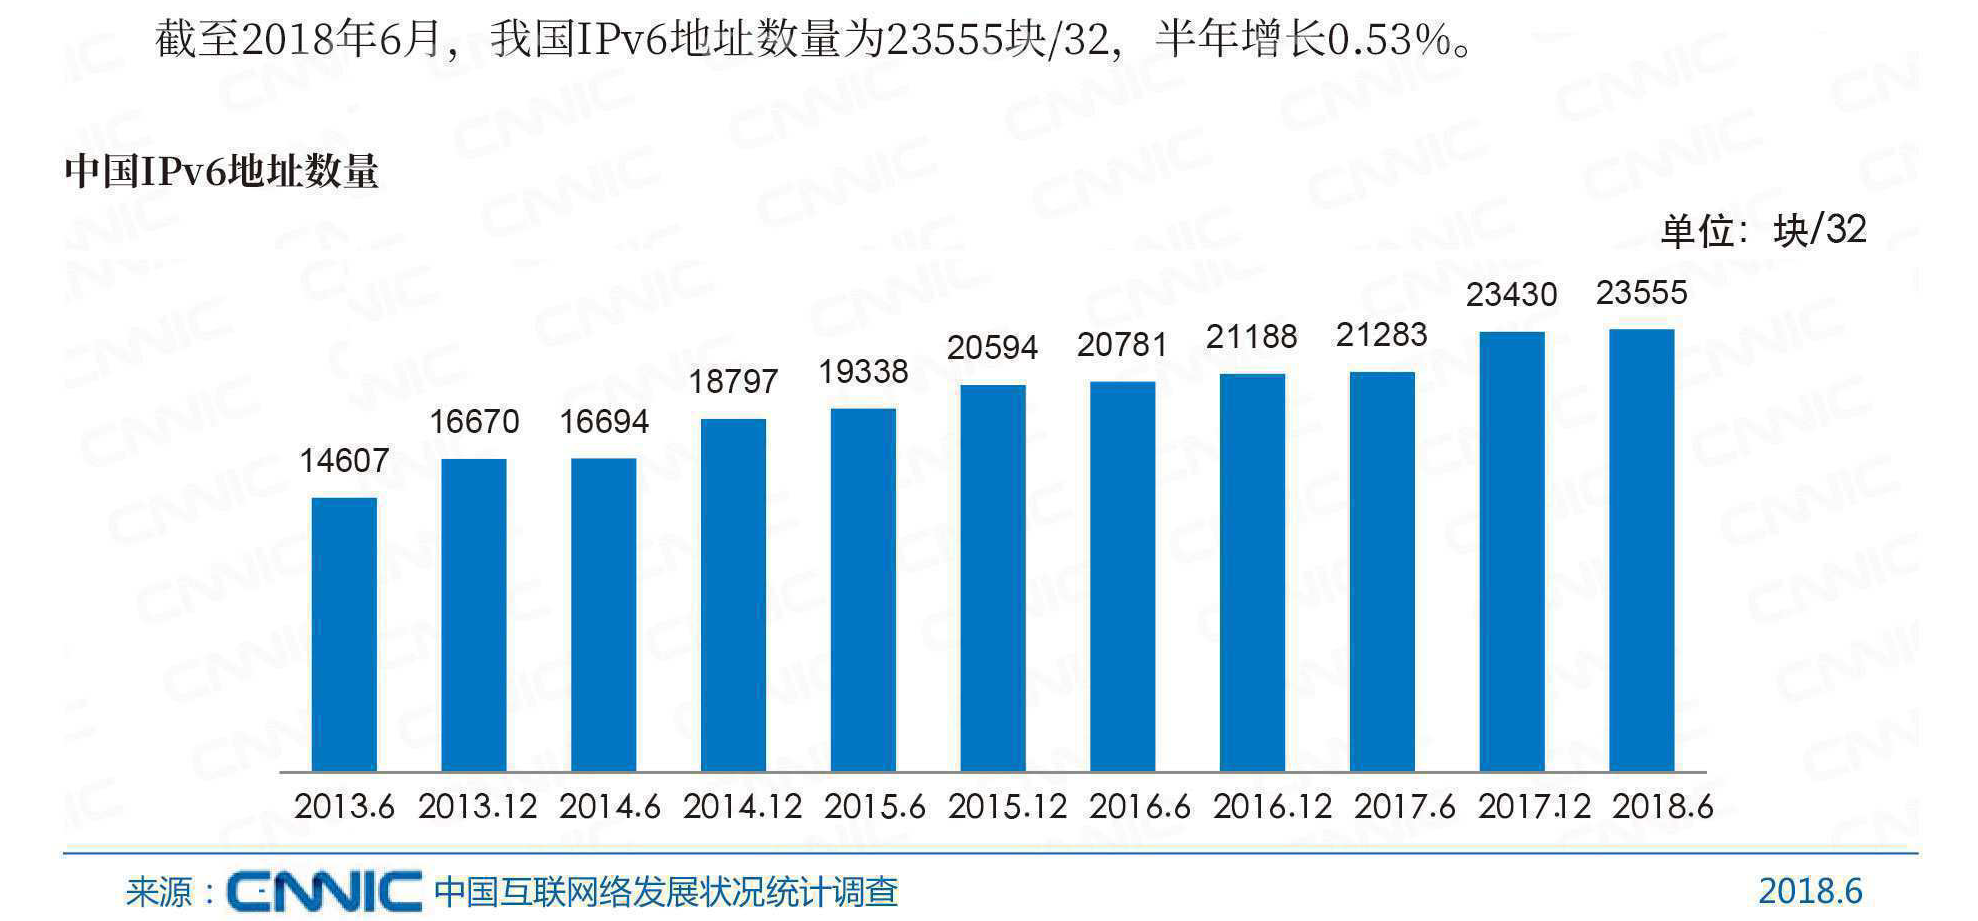 截至2018年6月，我国IPv6地址数量为23555块/32，半年增长0.53%。
中国IPv6地址数量
单位：块/32
14607 16670 16694 18797 19338 20594 20781 21188 21283 23430 23555
2013.6 2013.12 2014.6 2014.12 2015.6 2015.12 2016.6 2016.12 2017.6 2017.12 2018.6
来源：CNNIC 中国互联网络发展状况统计调查 2018.6